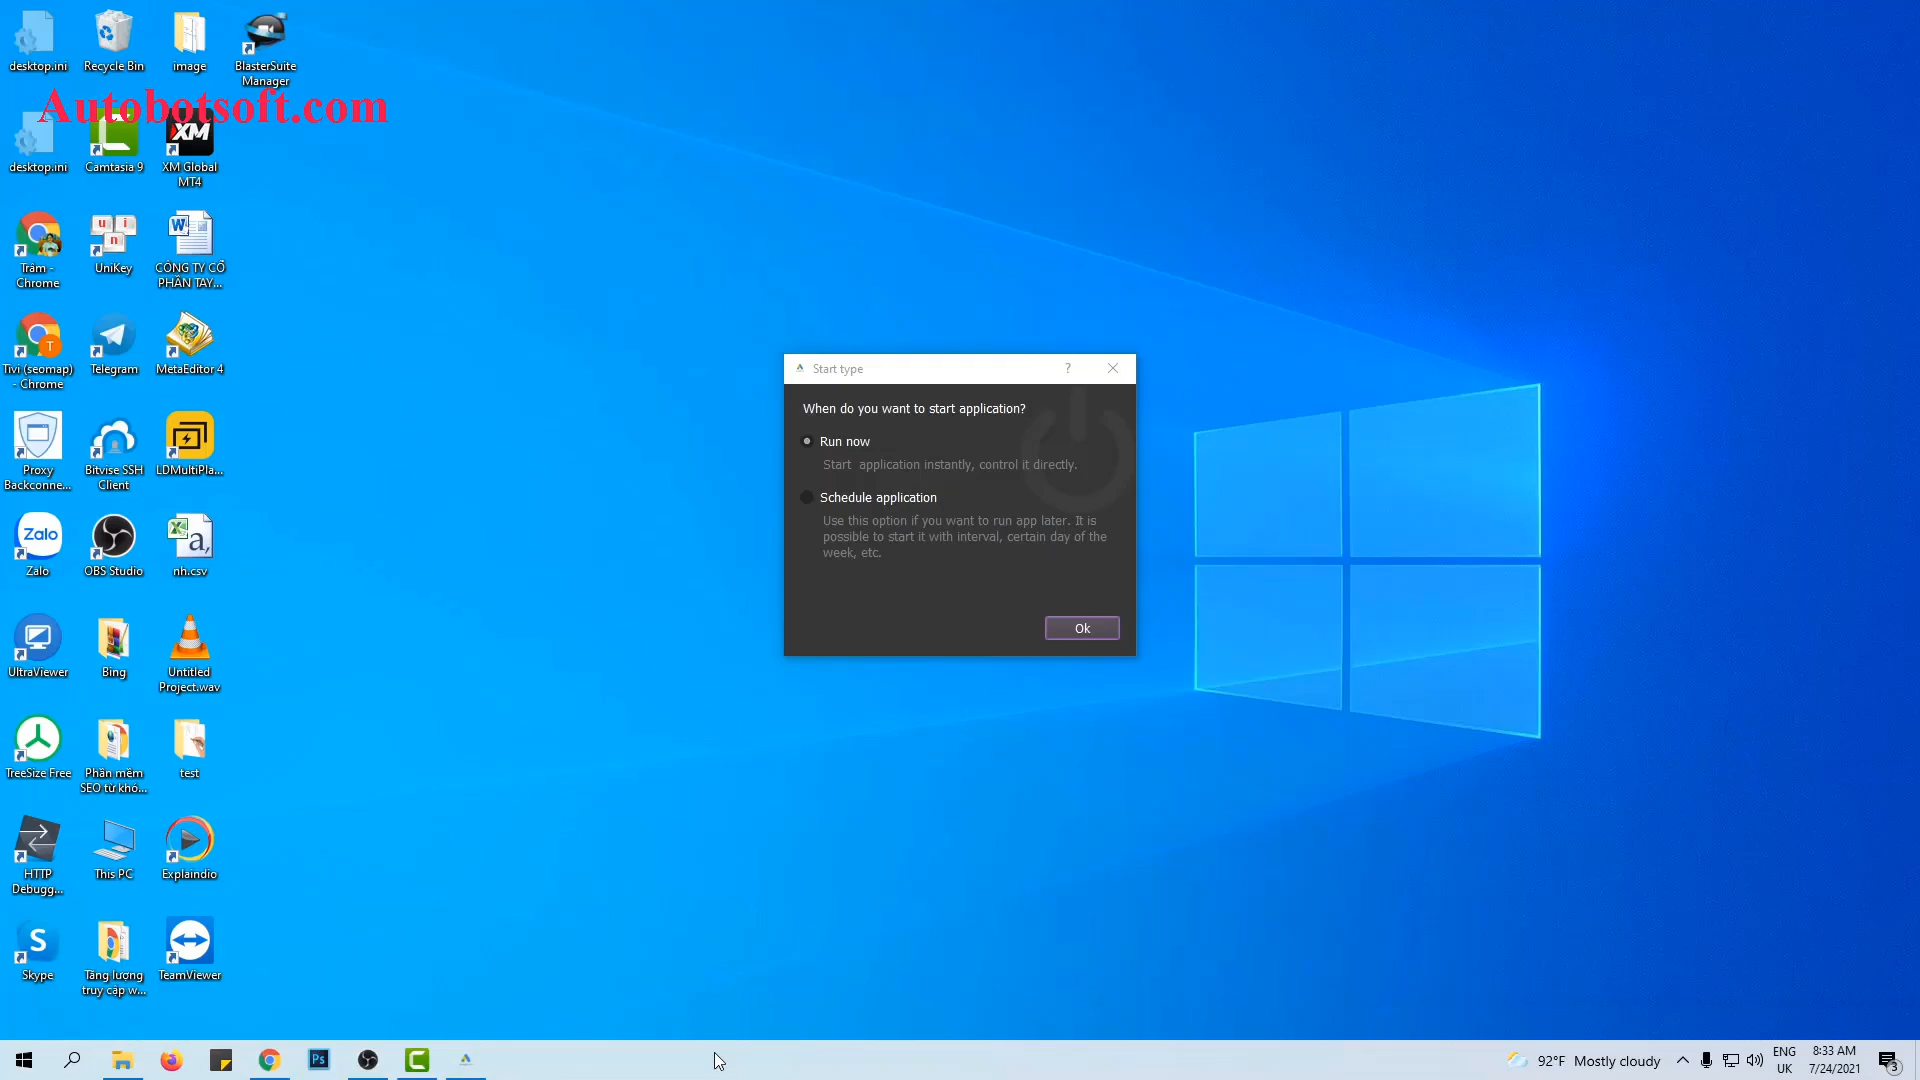 desktop.ini
Recycle Bin
image
BlasterSuite
Manager
Autobotsoft.com
desktop.ini
Camtasia 9
XM
XM Global
MT4
Trâm -
Chrome
u i
n
UniKey
W
CÔNG TY CỔ
PHẦN TAY...
T
Tivi (seomap)
- Chrome
Telegram
MetaEditor 4
Proxy
Backconne...
Bitvise SSH
Client
LDMultiPla...
Zalo
Zalo
OBS Studio
a,
nh.csv
UltraViewer
Bing
Untitled
Project.wav
TreeSize Free
Phần mềm
SEO từ khó...
test
HTTP
Debugg...
This PC
Explaindio
S
Skype
Tăng lượng
truy cập w...
TeamViewer
Start type
?
When do you want to start application?
Run now
Start application instantly, control it directly.
Schedule application
Use this option if you want to run app later. It is
possible to start it with interval, certain day of the
week, etc.
Ok
Ps
92°F Mostly cloudy
ENG
UK
8:33 AM
7/24/2021
3